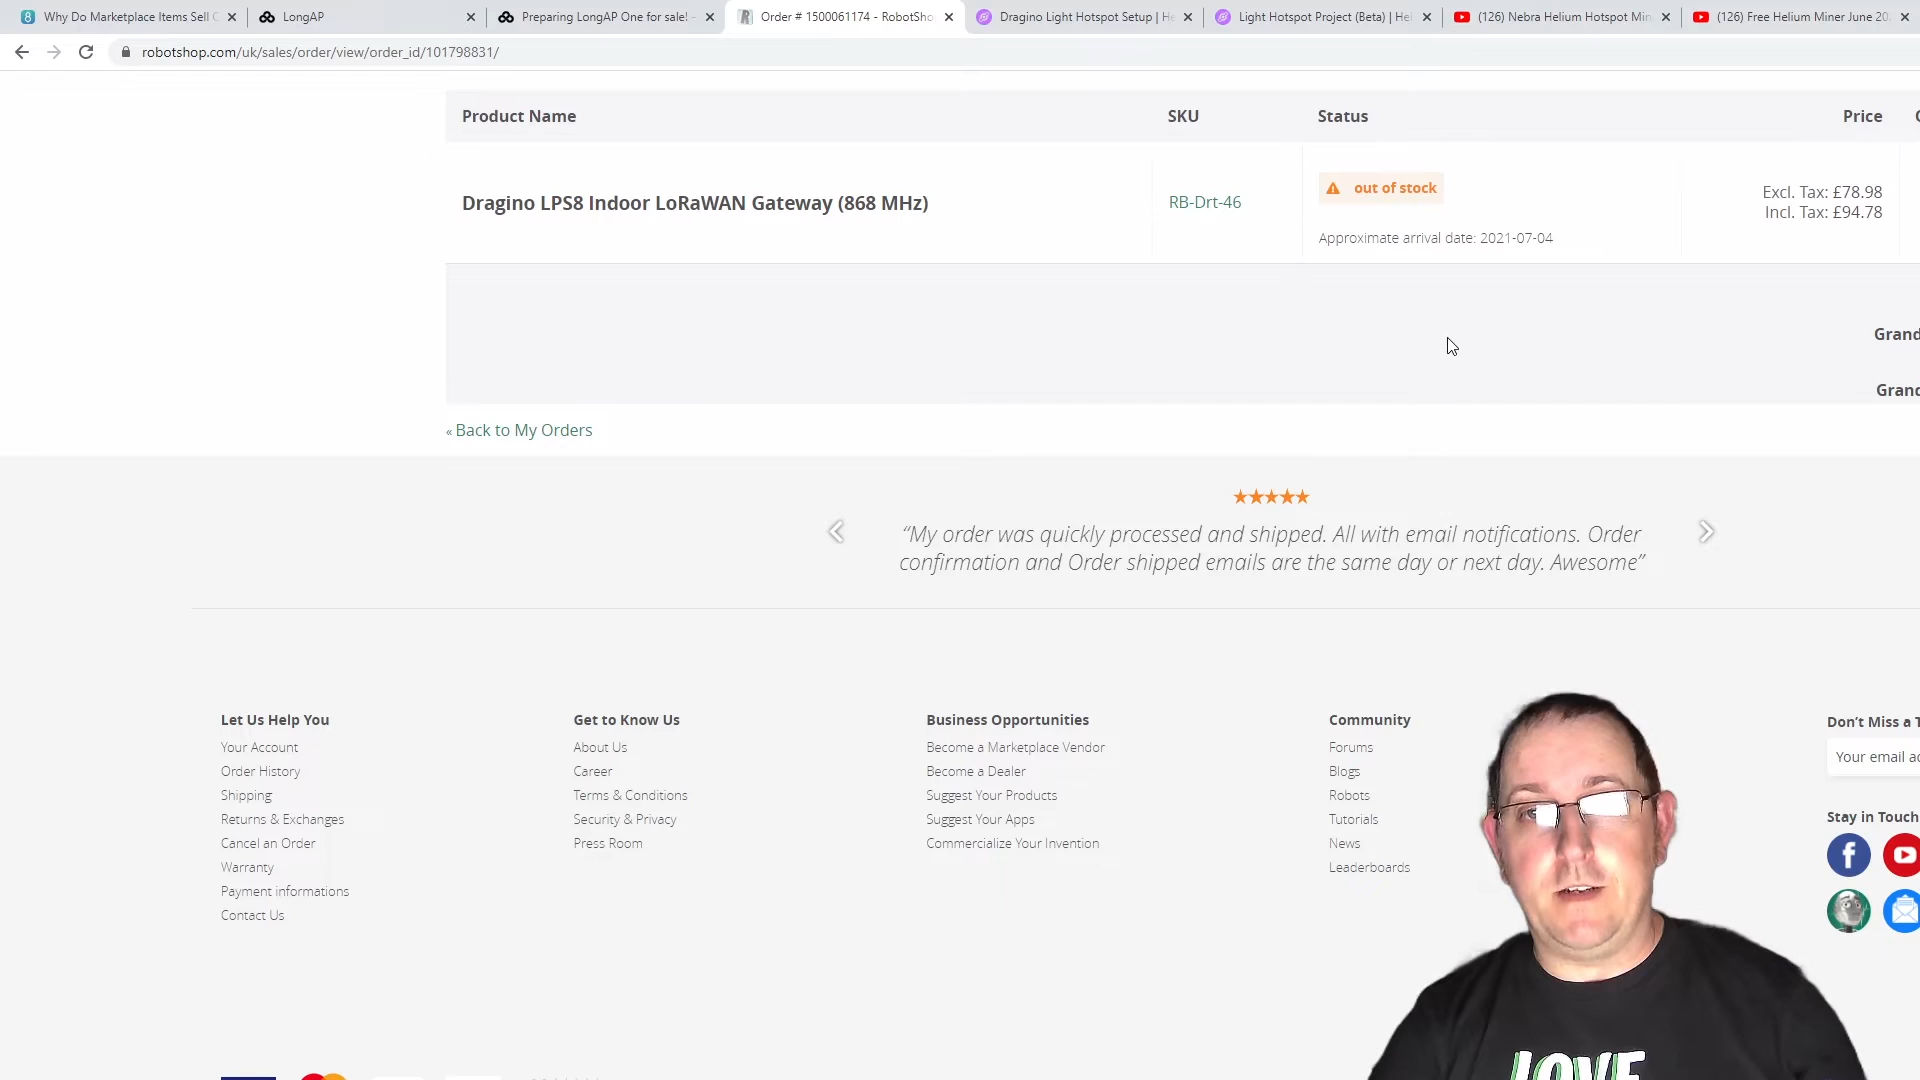 Why Do Marketplace Items Sell
LongAP
Preparing LongAP One for sale! -
Order # 1500061174 - RobotSho
Dragino Light Hotspot Setup | He
Light Hotspot Project (Beta) | Hel
(126) Nebra Helium Hotspot Min
(126) Free Helium Miner June 20
robotshop.com/uk/sales/order/view/order_id/101798831/
Product Name SKU Status Price
Dragino LPS8 Indoor LoRaWAN Gateway (868 MHz)
RB-Drt-46
out of stock
Approximate arrival date: 2021-07-04
Excl. Tax: £78.98
Incl. Tax: £94.78
Grand
Grand
« Back to My Orders
“My order was quickly processed and shipped. All with email notifications. Order
confirmation and Order shipped emails are the same day or next day. Awesome”
Let Us Help You
Your Account
Order History
Shipping
Returns & Exchanges
Cancel an Order
Warranty
Payment informations
Contact Us
Get to Know Us
About Us
Career
Terms & Conditions
Security & Privacy
Press Room
Business Opportunities
Become a Marketplace Vendor
Become a Dealer
Suggest Your Products
Suggest Your Apps
Commercialize Your Invention
Community
Forums
Blogs
Robots
Tutorials
News
Leaderboards
Don’t Miss a T
Your email ad
Stay in Touch
LOVE